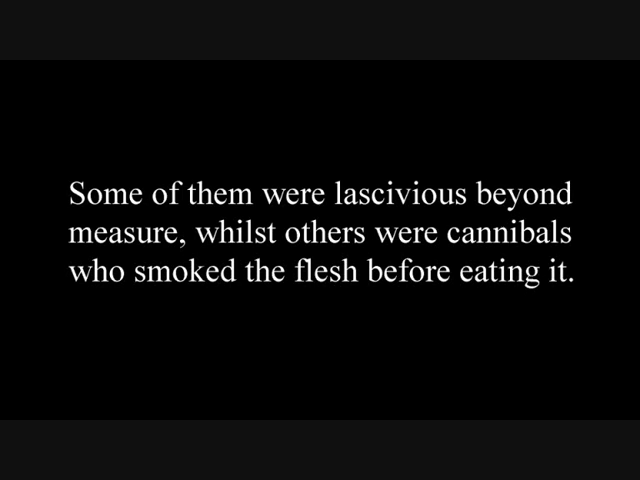 Some of them were lascivious beyond
measure, whilst others were cannibals
who smoked the flesh before eating it.